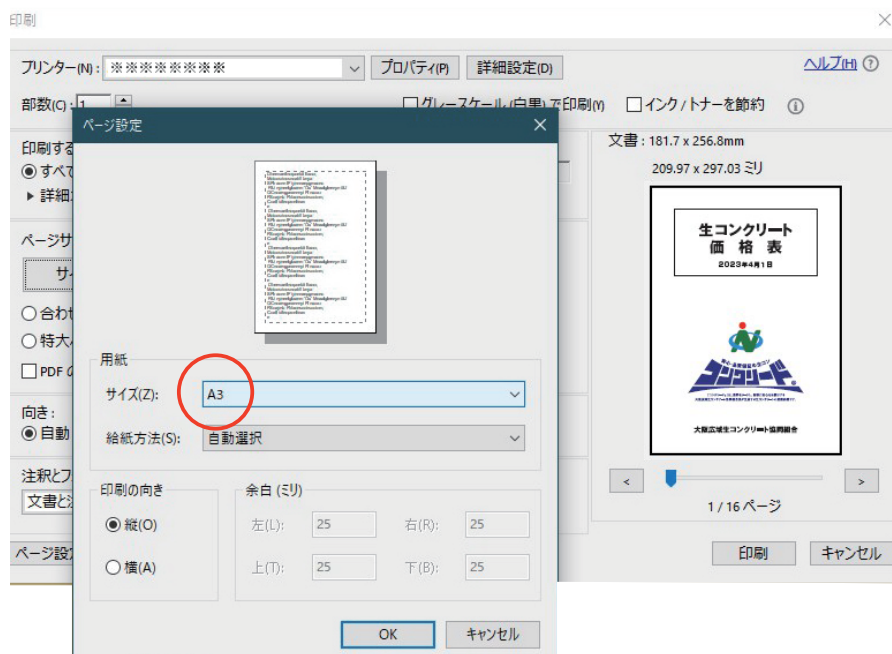 印刷
プリンター(N): ※※※※※※※※
プロパティ(P)
詳細設定(D)
ヘルプ(H)
部数(C): 1
グレースケール (白黒) で印刷(Y)
インク / トナーを節約
印刷する
すべて
詳細
ページサ
サイ
合わせ
特大
PDF
向き :
自動
注釈とフ
文書と
ページ設定
ページ設定
用紙
サイズ(Z):
A3
給紙方法(S):
自動選択
印刷の向き
縦(O)
横(A)
余白 (ミリ)
左(L): 25
右(R): 25
上(T): 25
下(B): 25
OK
キャンセル
文書 : 181.7 x 256.8mm
209.97 x 297.03 ミリ
生コンクリート
価 格 表
2023年4月1日
コンクリート。
大阪広域生コンクリート協同組合
<
>
1 / 16 ページ
印刷
キャンセル